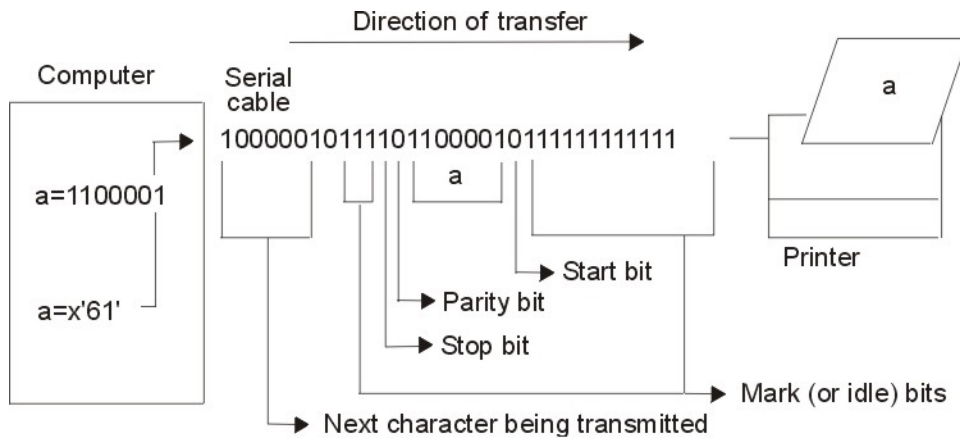 Direction of transfer
Computer
Serial
cable
a
1000001011110110000101111111111111
a=1100001
a
Printer
Start bit
a=x'61'
Parity bit
Stop bit
Mark (or idle) bits
Next character being transmitted